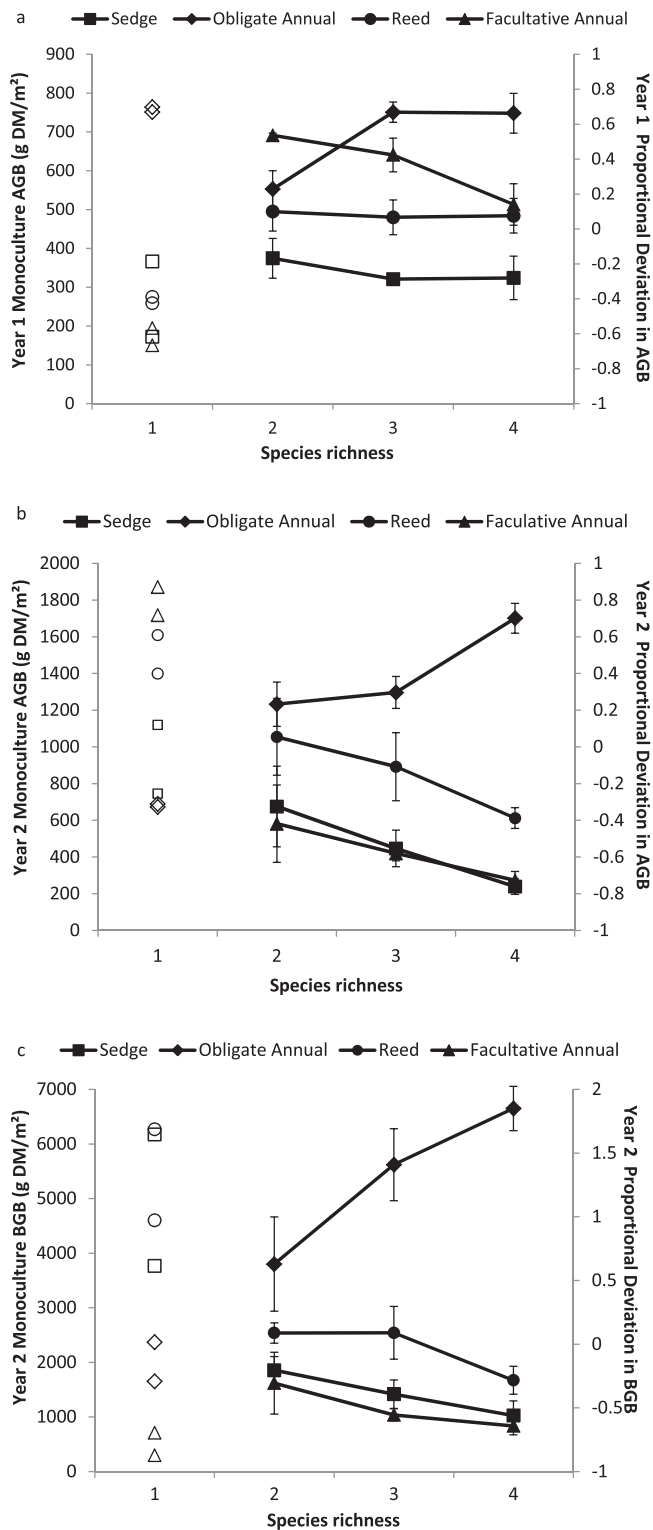 a
Sedge Obligate Annual Reed Facultative Annual
900 1
800 0.8
700 0.6
600 0.4
500 0.2
400 0
300 -0.2
200 -0.4
100 -0.6
0 -0.8
-1
Year 1 Monoculture AGB (g DM/m²)
Year 1 Proportional Deviation in AGB
1 2 3 4
Species richness
b
Sedge Obligate Annual Reed Faculative Annual
2000 1
1800 0.8
1600 0.6
1400 0.4
1200 0.2
1000 0
800 -0.2
600 -0.4
400 -0.6
200 -0.8
0 -1
Year 2 Monoculture AGB (g DM/m²)
Year 2 Proportional Deviation in AGB
1 2 3 4
Species richness
c
Sedge Obligate Annual Reed Facultative Annual
7000 2
6000 1.5
5000 1
4000 0.5
3000 0
2000 -0.5
1000 -1
0
Year 2 Monoculture BGB (g DM/m²)
Year 2 Proportional Deviation in BGB
1 2 3 4
Species richness